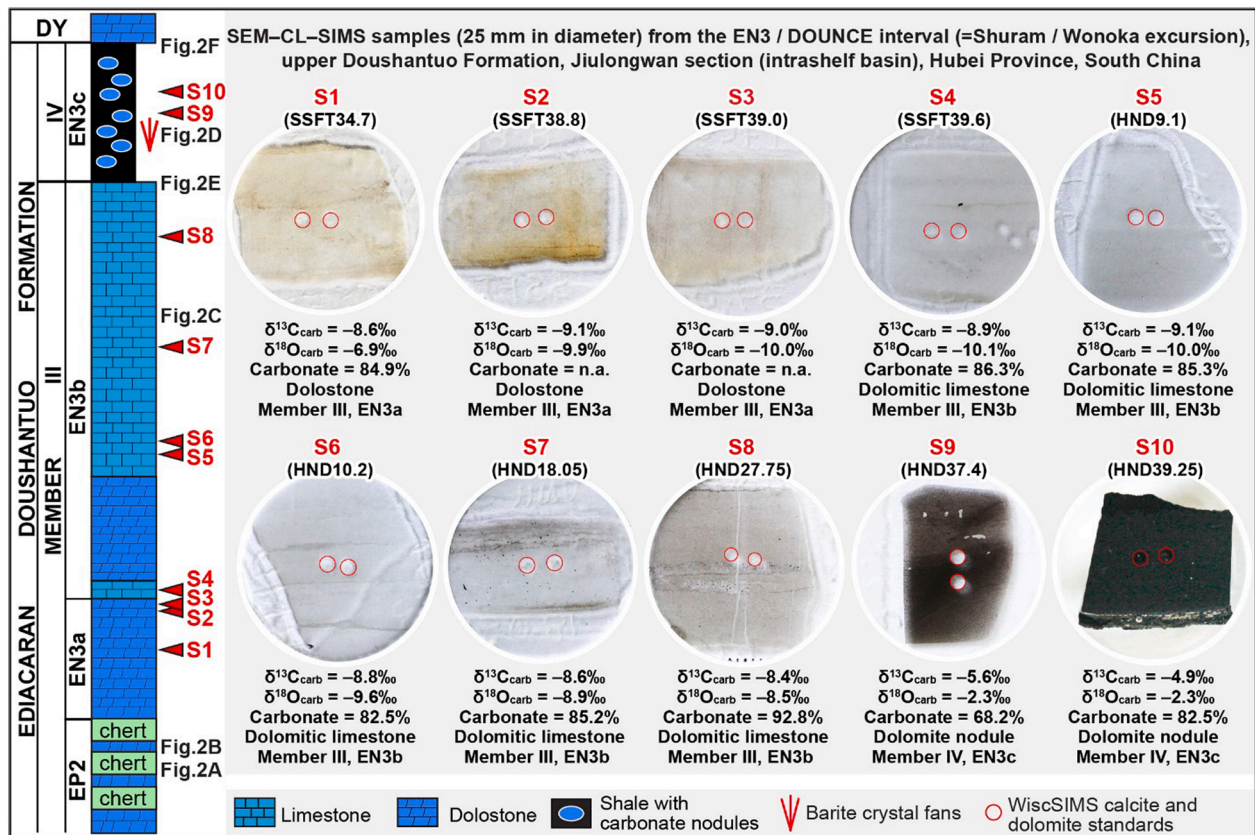 DY
EDIACARAN DOUSHANTUO FORMATION
MEMBER III
IV
EN3c
EN3b
EN3a
EP2
chert
chert
chert
Fig.2F
S10
S9
Fig.2D
Fig.2E
S8
Fig.2C
S7
S6
S5
S4
S3
S2
S1
Fig.2B
Fig.2A
SEM–CL–SIMS samples (25 mm in diameter) from the EN3 / DOUNCE interval (=Shuram / Wonoka excursion),
upper Doushantuo Formation, Jiulongwan section (intrashelf basin), Hubei Province, South China
S1
(SSFT34.7)
δ13Ccarb = –8.6‰
δ18Ocarb = –6.9‰
Carbonate = 84.9%
Dolostone
Member III, EN3a
S2
(SSFT38.8)
δ13Ccarb = –9.1‰
δ18Ocarb = –9.9‰
Carbonate = n.a.
Dolostone
Member III, EN3a
S3
(SSFT39.0)
δ13Ccarb = –9.0‰
δ18Ocarb = –10.0‰
Carbonate = n.a.
Dolostone
Member III, EN3a
S4
(SSFT39.6)
δ13Ccarb = –8.9‰
δ18Ocarb = –10.1‰
Carbonate = 86.3%
Dolomitic limestone
Member III, EN3b
S5
(HND9.1)
δ13Ccarb = –9.1‰
δ18Ocarb = –10.0‰
Carbonate = 85.3%
Dolomitic limestone
Member III, EN3b
S6
(HND10.2)
δ13Ccarb = –8.8‰
δ18Ocarb = –9.6‰
Carbonate = 82.5%
Dolomitic limestone
Member III, EN3b
S7
(HND18.05)
δ13Ccarb = –8.6‰
δ18Ocarb = –8.9‰
Carbonate = 85.2%
Dolomitic limestone
Member III, EN3b
S8
(HND27.75)
δ13Ccarb = –8.4‰
δ18Ocarb = –8.5‰
Carbonate = 92.8%
Dolomitic limestone
Member III, EN3b
S9
(HND37.4)
δ13Ccarb = –5.6‰
δ18Ocarb = –2.3‰
Carbonate = 68.2%
Dolomite nodule
Member IV, EN3c
S10
(HND39.25)
δ13Ccarb = –4.9‰
δ18Ocarb = –2.3‰
Carbonate = 82.5%
Dolomite nodule
Member IV, EN3c
Limestone
Dolostone
Shale with
carbonate nodules
Barite crystal fans
WiscSIMS calcite and
dolomite standards